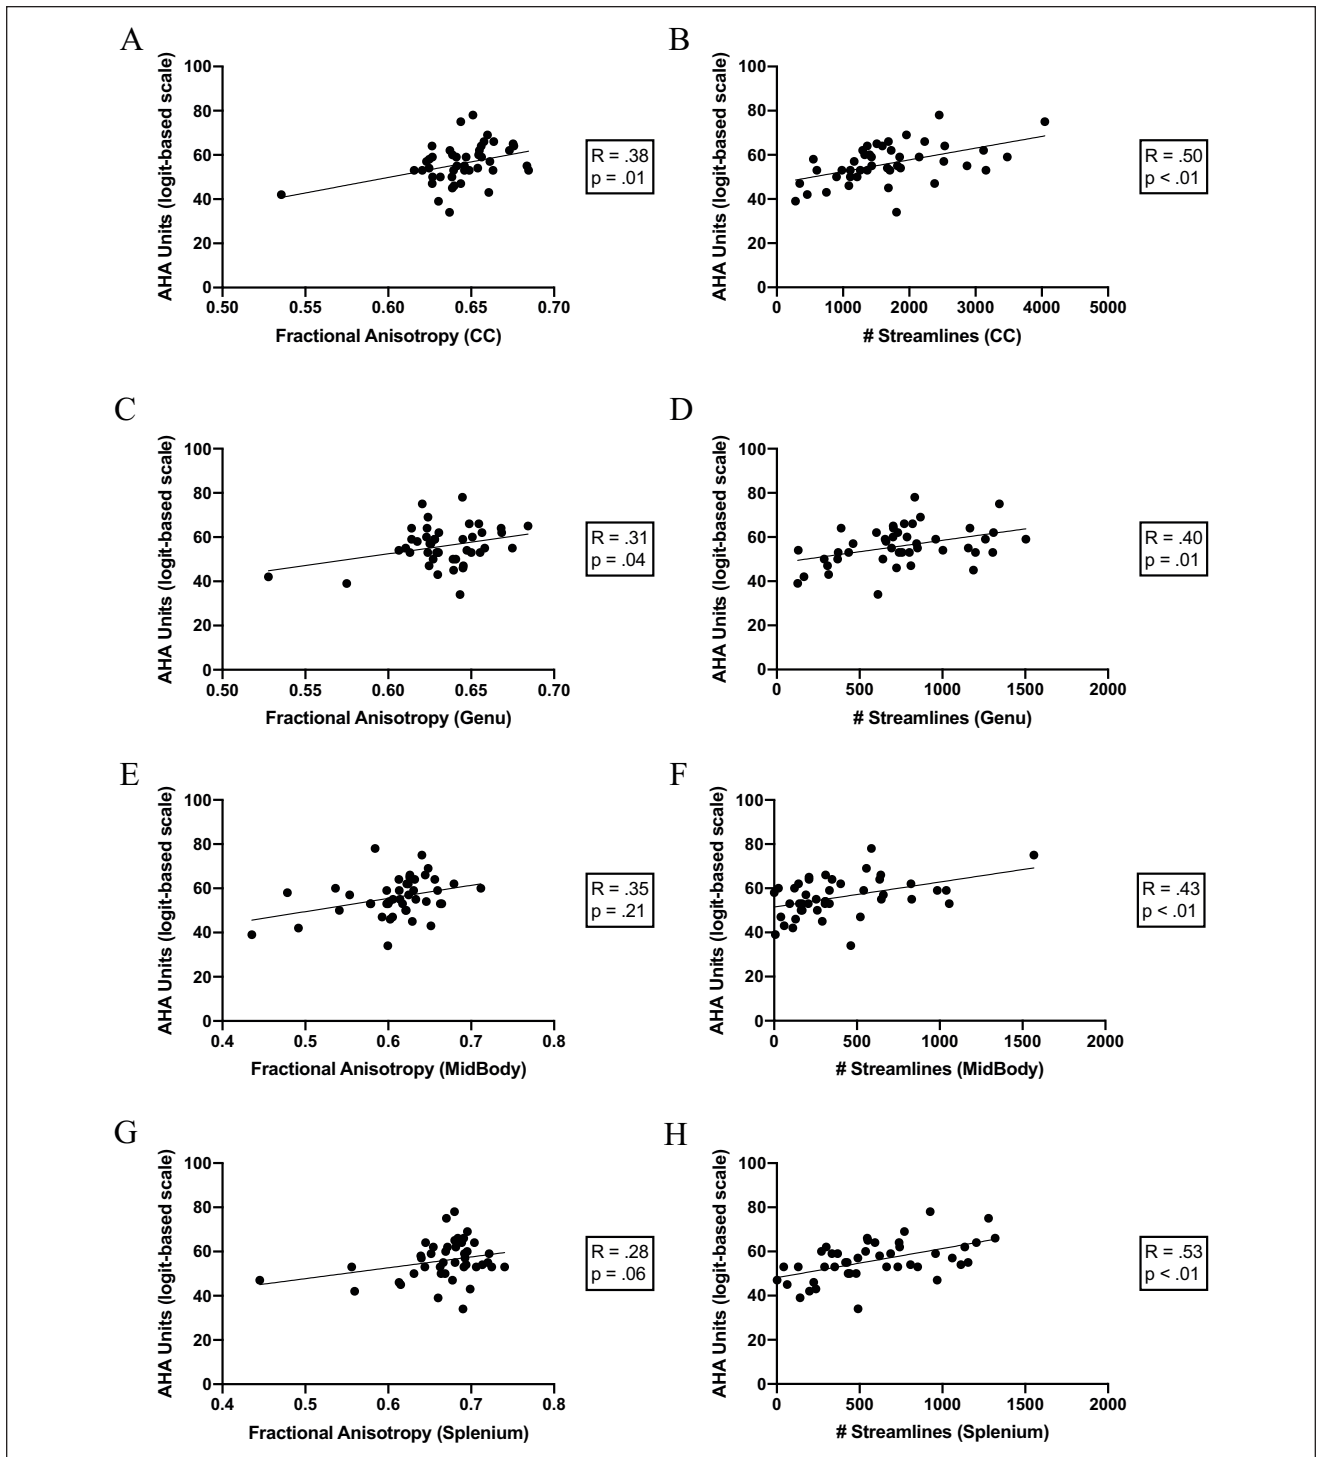 A
AHA Units (logit-based scale)
100
80
60
40
20
0
0.50 0.55 0.60 0.65 0.70
Fractional Anisotropy (CC)
R = .38
p = .01
B
AHA Units (logit-based scale)
100
80
60
40
20
0
0 1000 2000 3000 4000 5000
# Streamlines (CC)
R = .50
p < .01
C
AHA Units (logit-based scale)
100
80
60
40
20
0
0.50 0.55 0.60 0.65 0.70
Fractional Anisotropy (Genu)
R = .31
p = .04
D
AHA Units (logit-based scale)
100
80
60
40
20
0
0 500 1000 1500 2000
# Streamlines (Genu)
R = .40
p = .01
E
AHA Units (logit-based scale)
100
80
60
40
20
0
0.4 0.5 0.6 0.7 0.8
Fractional Anisotropy (MidBody)
R = .35
p = .21
F
AHA Units (logit-based scale)
100
80
60
40
20
0
0 500 1000 1500 2000
# Streamlines (MidBody)
R = .43
p < .01
G
AHA Units (logit-based scale)
100
80
60
40
20
0
0.4 0.5 0.6 0.7 0.8
Fractional Anisotropy (Splenium)
R = .28
p = .06
H
AHA Units (logit-based scale)
100
80
60
40
20
0
0 500 1000 1500 2000
# Streamlines (Splenium)
R = .53
p < .01